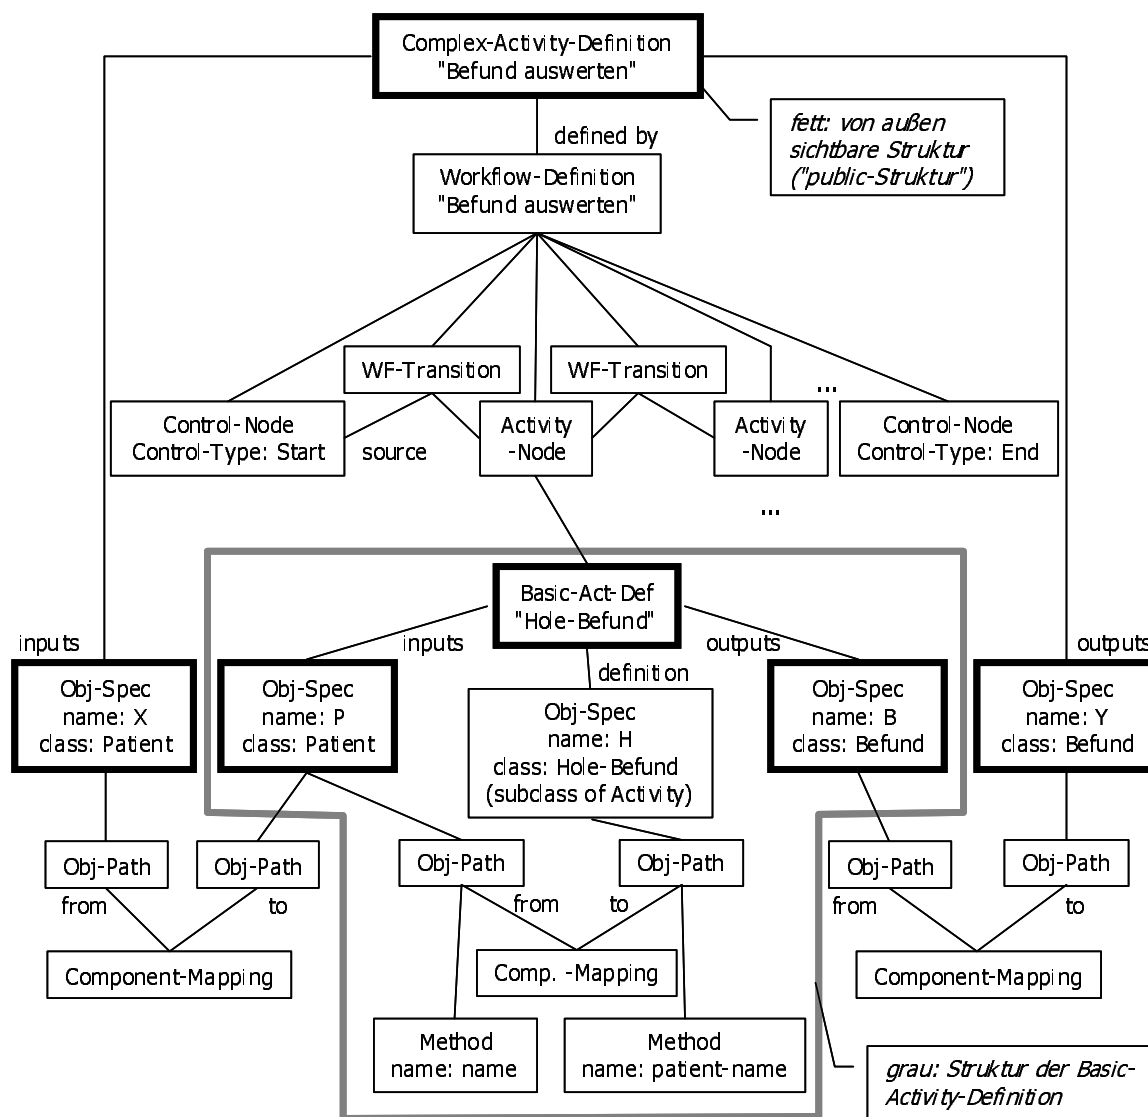 Complex-Activity-Definition
"Befund auswerten"
fett: von außen
sichtbare Struktur
("public-Struktur")
defined by
Workflow-Definition
"Befund auswerten"
WF-Transition
WF-Transition
...
Control-Node
Control-Type: Start
source
Activity
-Node
Activity
-Node
Control-Node
Control-Type: End
...
Basic-Act-Def
"Hole-Befund"
inputs
inputs
outputs
outputs
definition
Obj-Spec
name: X
class: Patient
Obj-Spec
name: P
class: Patient
Obj-Spec
name: H
class: Hole-Befund
(subclass of Activity)
Obj-Spec
name: B
class: Befund
Obj-Spec
name: Y
class: Befund
Obj-Path
Obj-Path
Obj-Path
Obj-Path
Obj-Path
Obj-Path
from
to
from
to
from
to
Component-Mapping
Comp. -Mapping
Component-Mapping
Method
name: name
Method
name: patient-name
grau: Struktur der Basic-
Activity-Definition